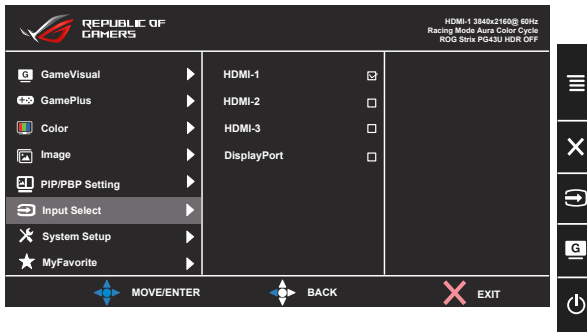 REPUBLIC OF
GAMERS
HDMI-1 3840x2160@ 60Hz
Racing Mode Aura Color Cycle
ROG Strix PG43U HDR OFF
G GameVisual
GamePlus
Color
Image
PIP/PBP Setting
Input Select
System Setup
MyFavorite
HDMI-1
HDMI-2
HDMI-3
DisplayPort
MOVE/ENTER
BACK
EXIT
G